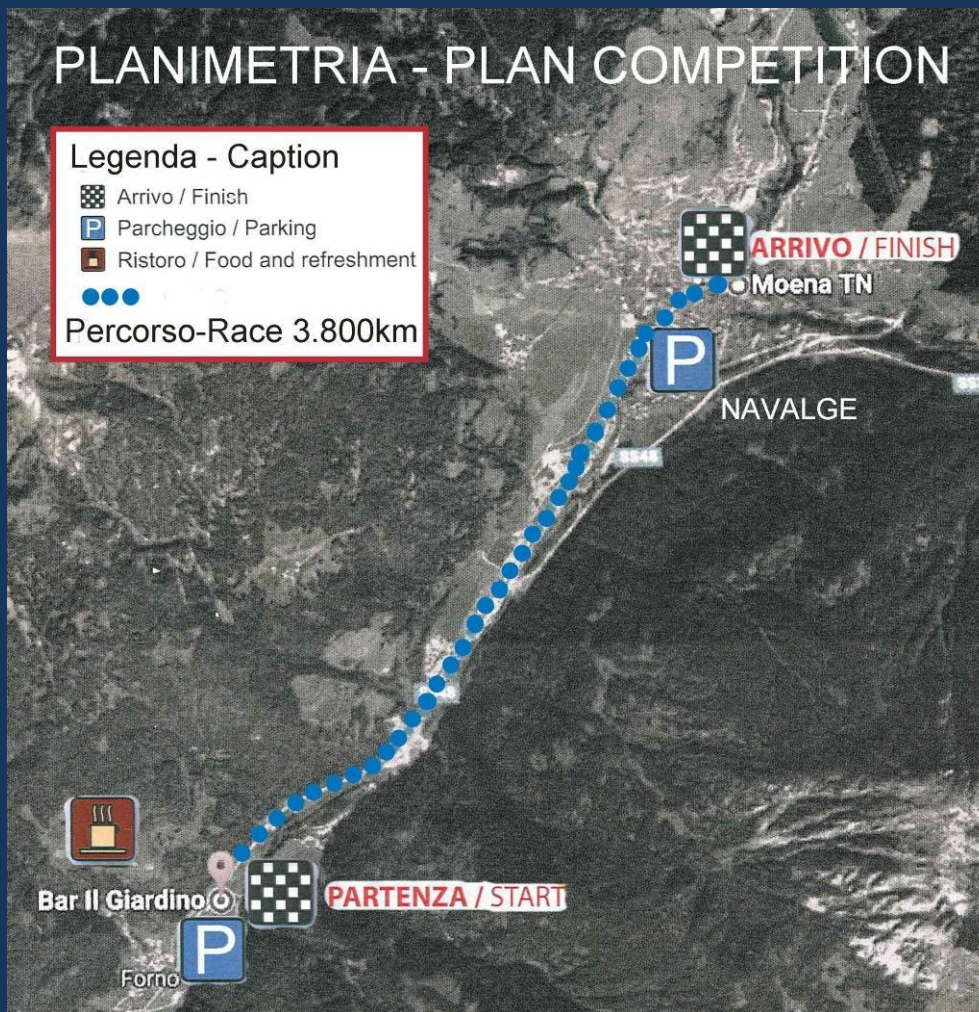 PLANIMETRIA - PLAN COMPETITION
Legenda - Caption
Arrivo / Finish
P
Parcheggio / Parking
Ristoro / Food and refreshment
Percorso-Race 3.800km
ARRIVO / FINISH
Moena TN
P
NAVALGE
SS48
PARTENZA / START
Bar Il Giardino
P
Forno